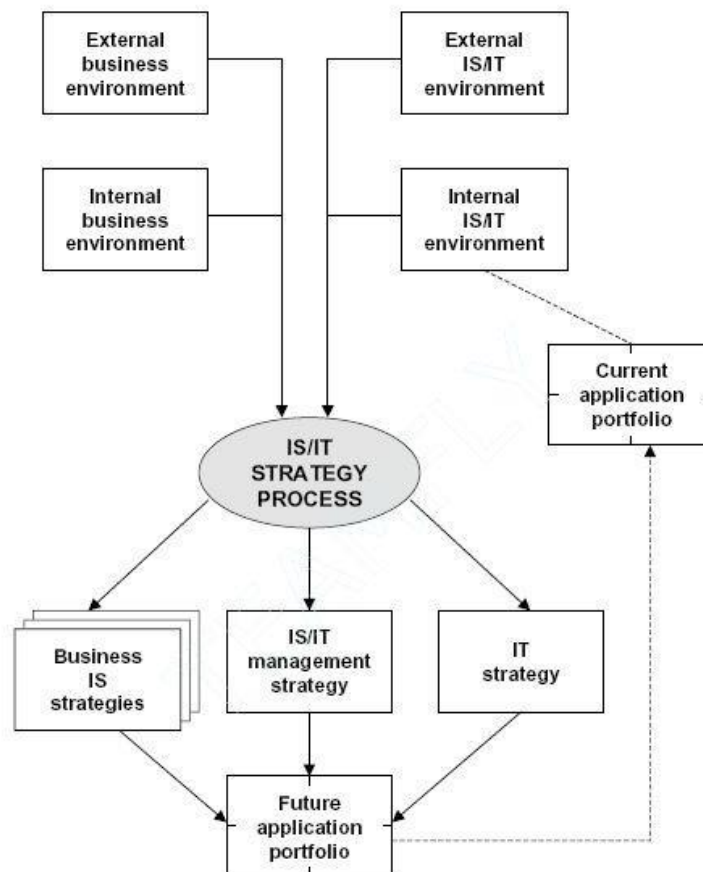 External
business
environment
External
IS/IT
environment
Internal
business
environment
Internal
IS/IT
environment
Current
application
portfolio
IS/IT
STRATEGY
PROCESS
Business
IS
strategies
IS/IT
management
strategy
IT
strategy
Future
application
portfolio
TEAMFLY